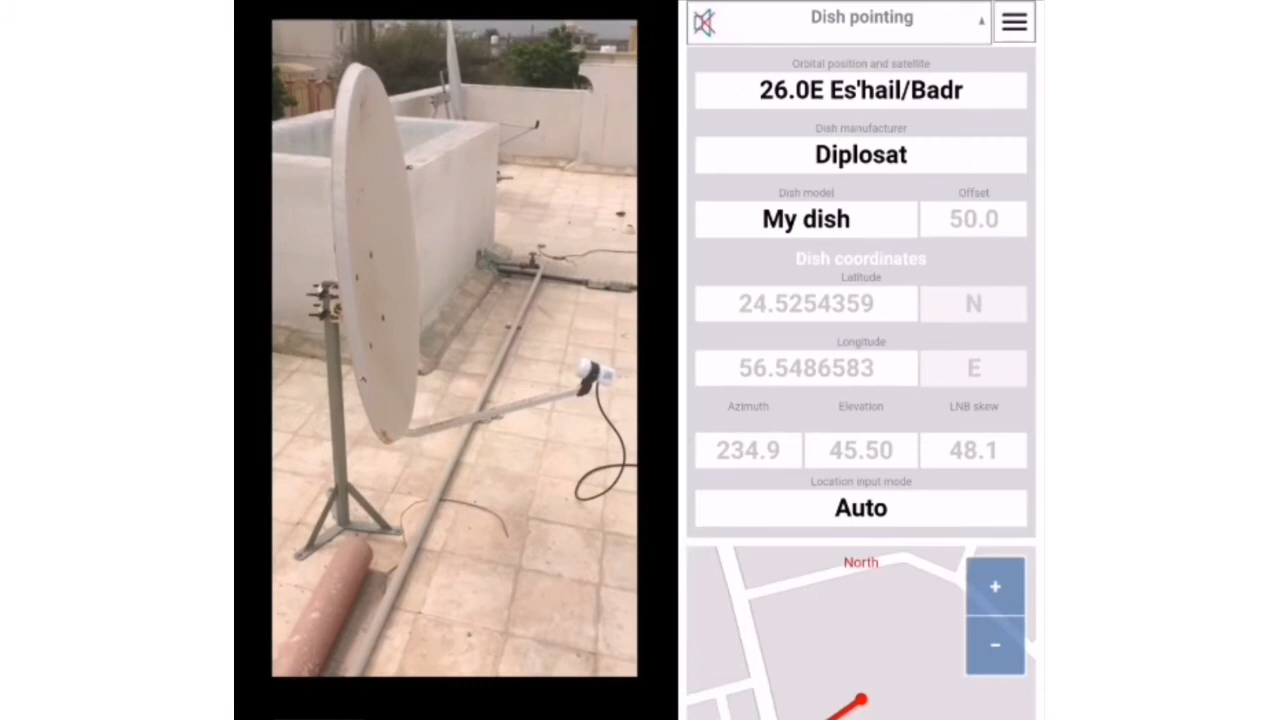 Dish pointing
Orbital position and satellite
26.0E Es'hail/Badr
Dish manufacturer
Diplosat
Dish model Offset
My dish 50.0
Dish coordinates
Latitude
24.5254359 N
Longitude
56.5486583 E
Azimuth Elevation LNB skew
234.9 45.50 48.1
Location input mode
Auto
North
+
−